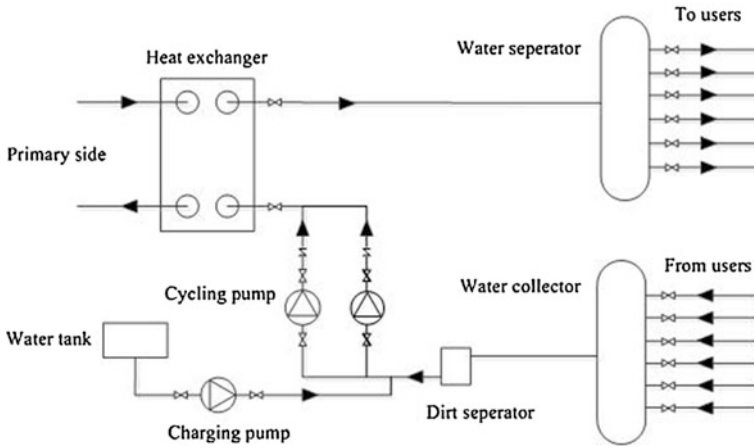 To users
Heat exchanger
Water seperator
Primary side
From users
Cycling pump
Water collector
Water tank
Dirt seperator
Charging pump